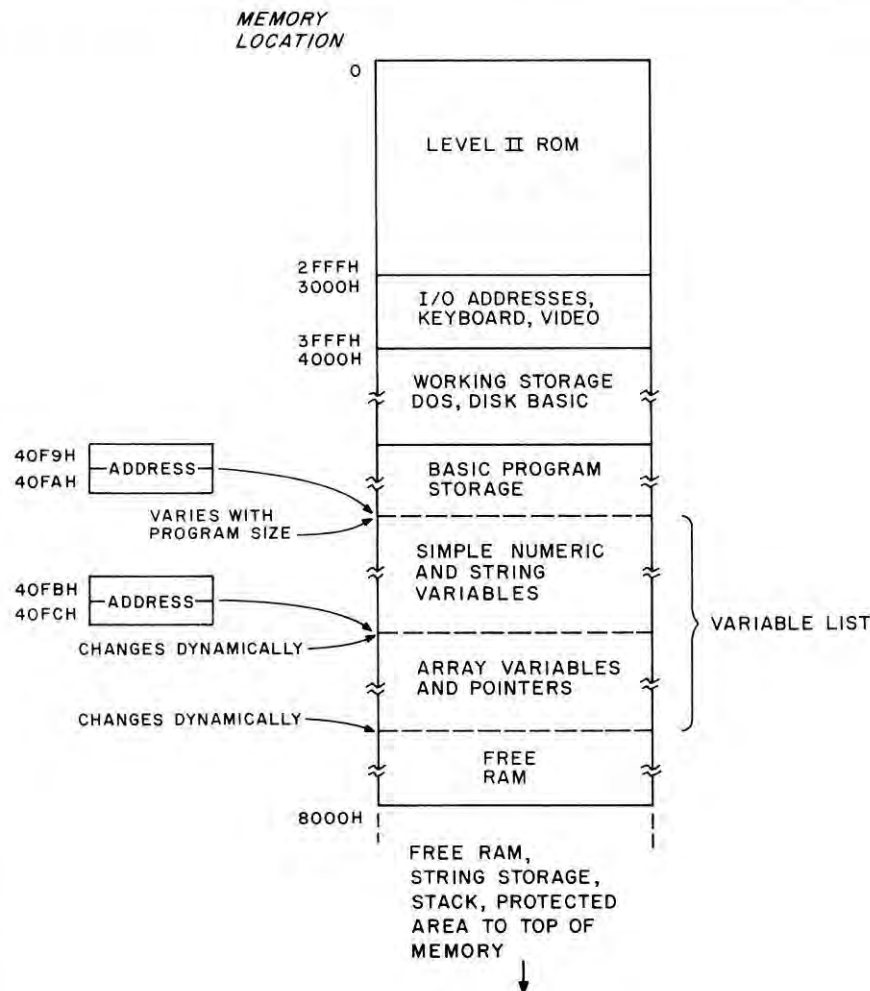 MEMORY
LOCATION
0
LEVEL II ROM
2FFFH
3000H
I/O ADDRESSES,
KEYBOARD, VIDEO
3FFFH
4000H
WORKING STORAGE
DOS, DISK BASIC
40F9H
40FAH
ADDRESS
BASIC PROGRAM
STORAGE
VARIES WITH
PROGRAM SIZE
SIMPLE NUMERIC
AND STRING
VARIABLES
40FBH
40FCH
ADDRESS
VARIABLE LIST
CHANGES DYNAMICALLY
ARRAY VARIABLES
AND POINTERS
CHANGES DYNAMICALLY
FREE
RAM
8000H
FREE RAM,
STRING STORAGE,
STACK, PROTECTED
AREA TO TOP OF
MEMORY